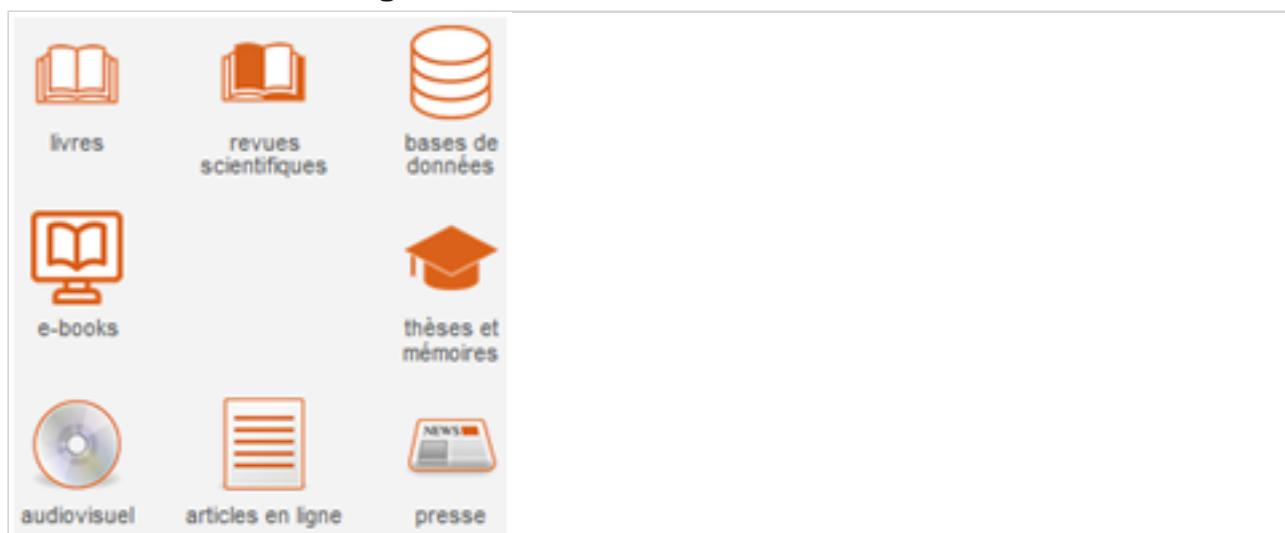 livres
revues
scientifiques
bases de
données
e-books
thèses et
mémoires
NEWS
audiovisuel
articles en ligne
presse